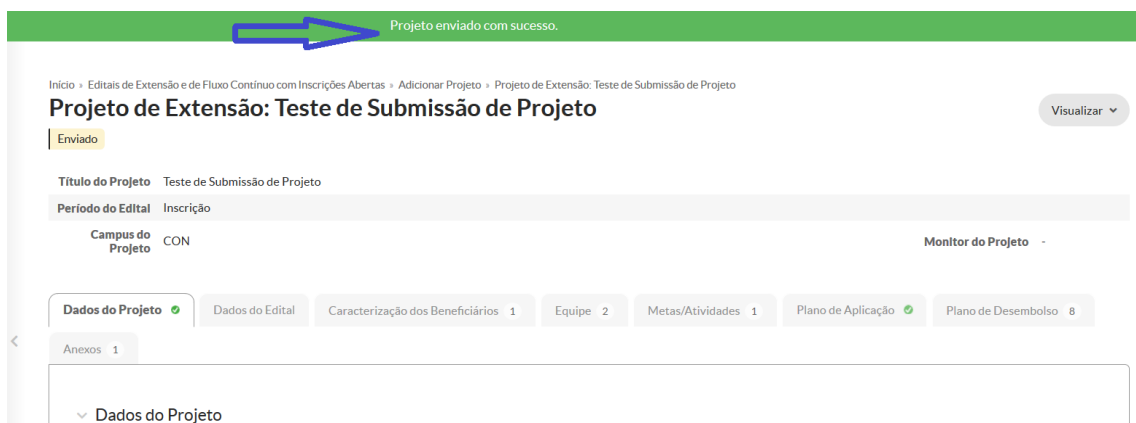 Projeto enviado com sucesso.
Início » Editais de Extensão e de Fluxo Contínuo com Inscrições Abertas » Adicionar Projeto » Projeto de Extensão: Teste de Submissão de Projeto
Projeto de Extensão: Teste de Submissão de Projeto
Visualizar
Enviado
Título do Projeto Teste de Submissão de Projeto
Período do Edital Inscrição
Campus do Projeto CON Monitor do Projeto -
Dados do Projeto Dados do Edital Caracterização dos Beneficiários 1 Equipe 2 Metas/Atividades 1 Plano de Aplicação Plano de Desembolso 8
Anexos 1
Dados do Projeto